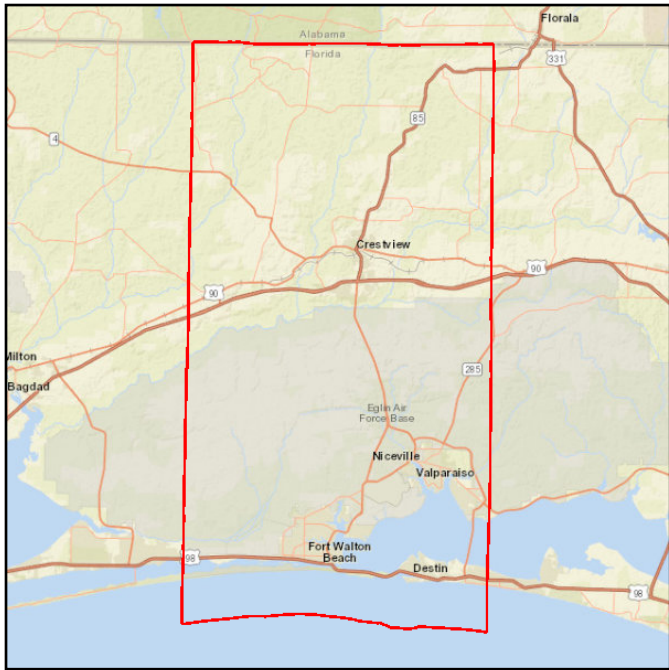 Florala
Alabama
Florida
331
85
4
Crestview
90
90
Milton
Bagdad
285
Eglin Air
Force Base
Niceville
Valparaiso
Fort Walton
Beach
98
Destin
98